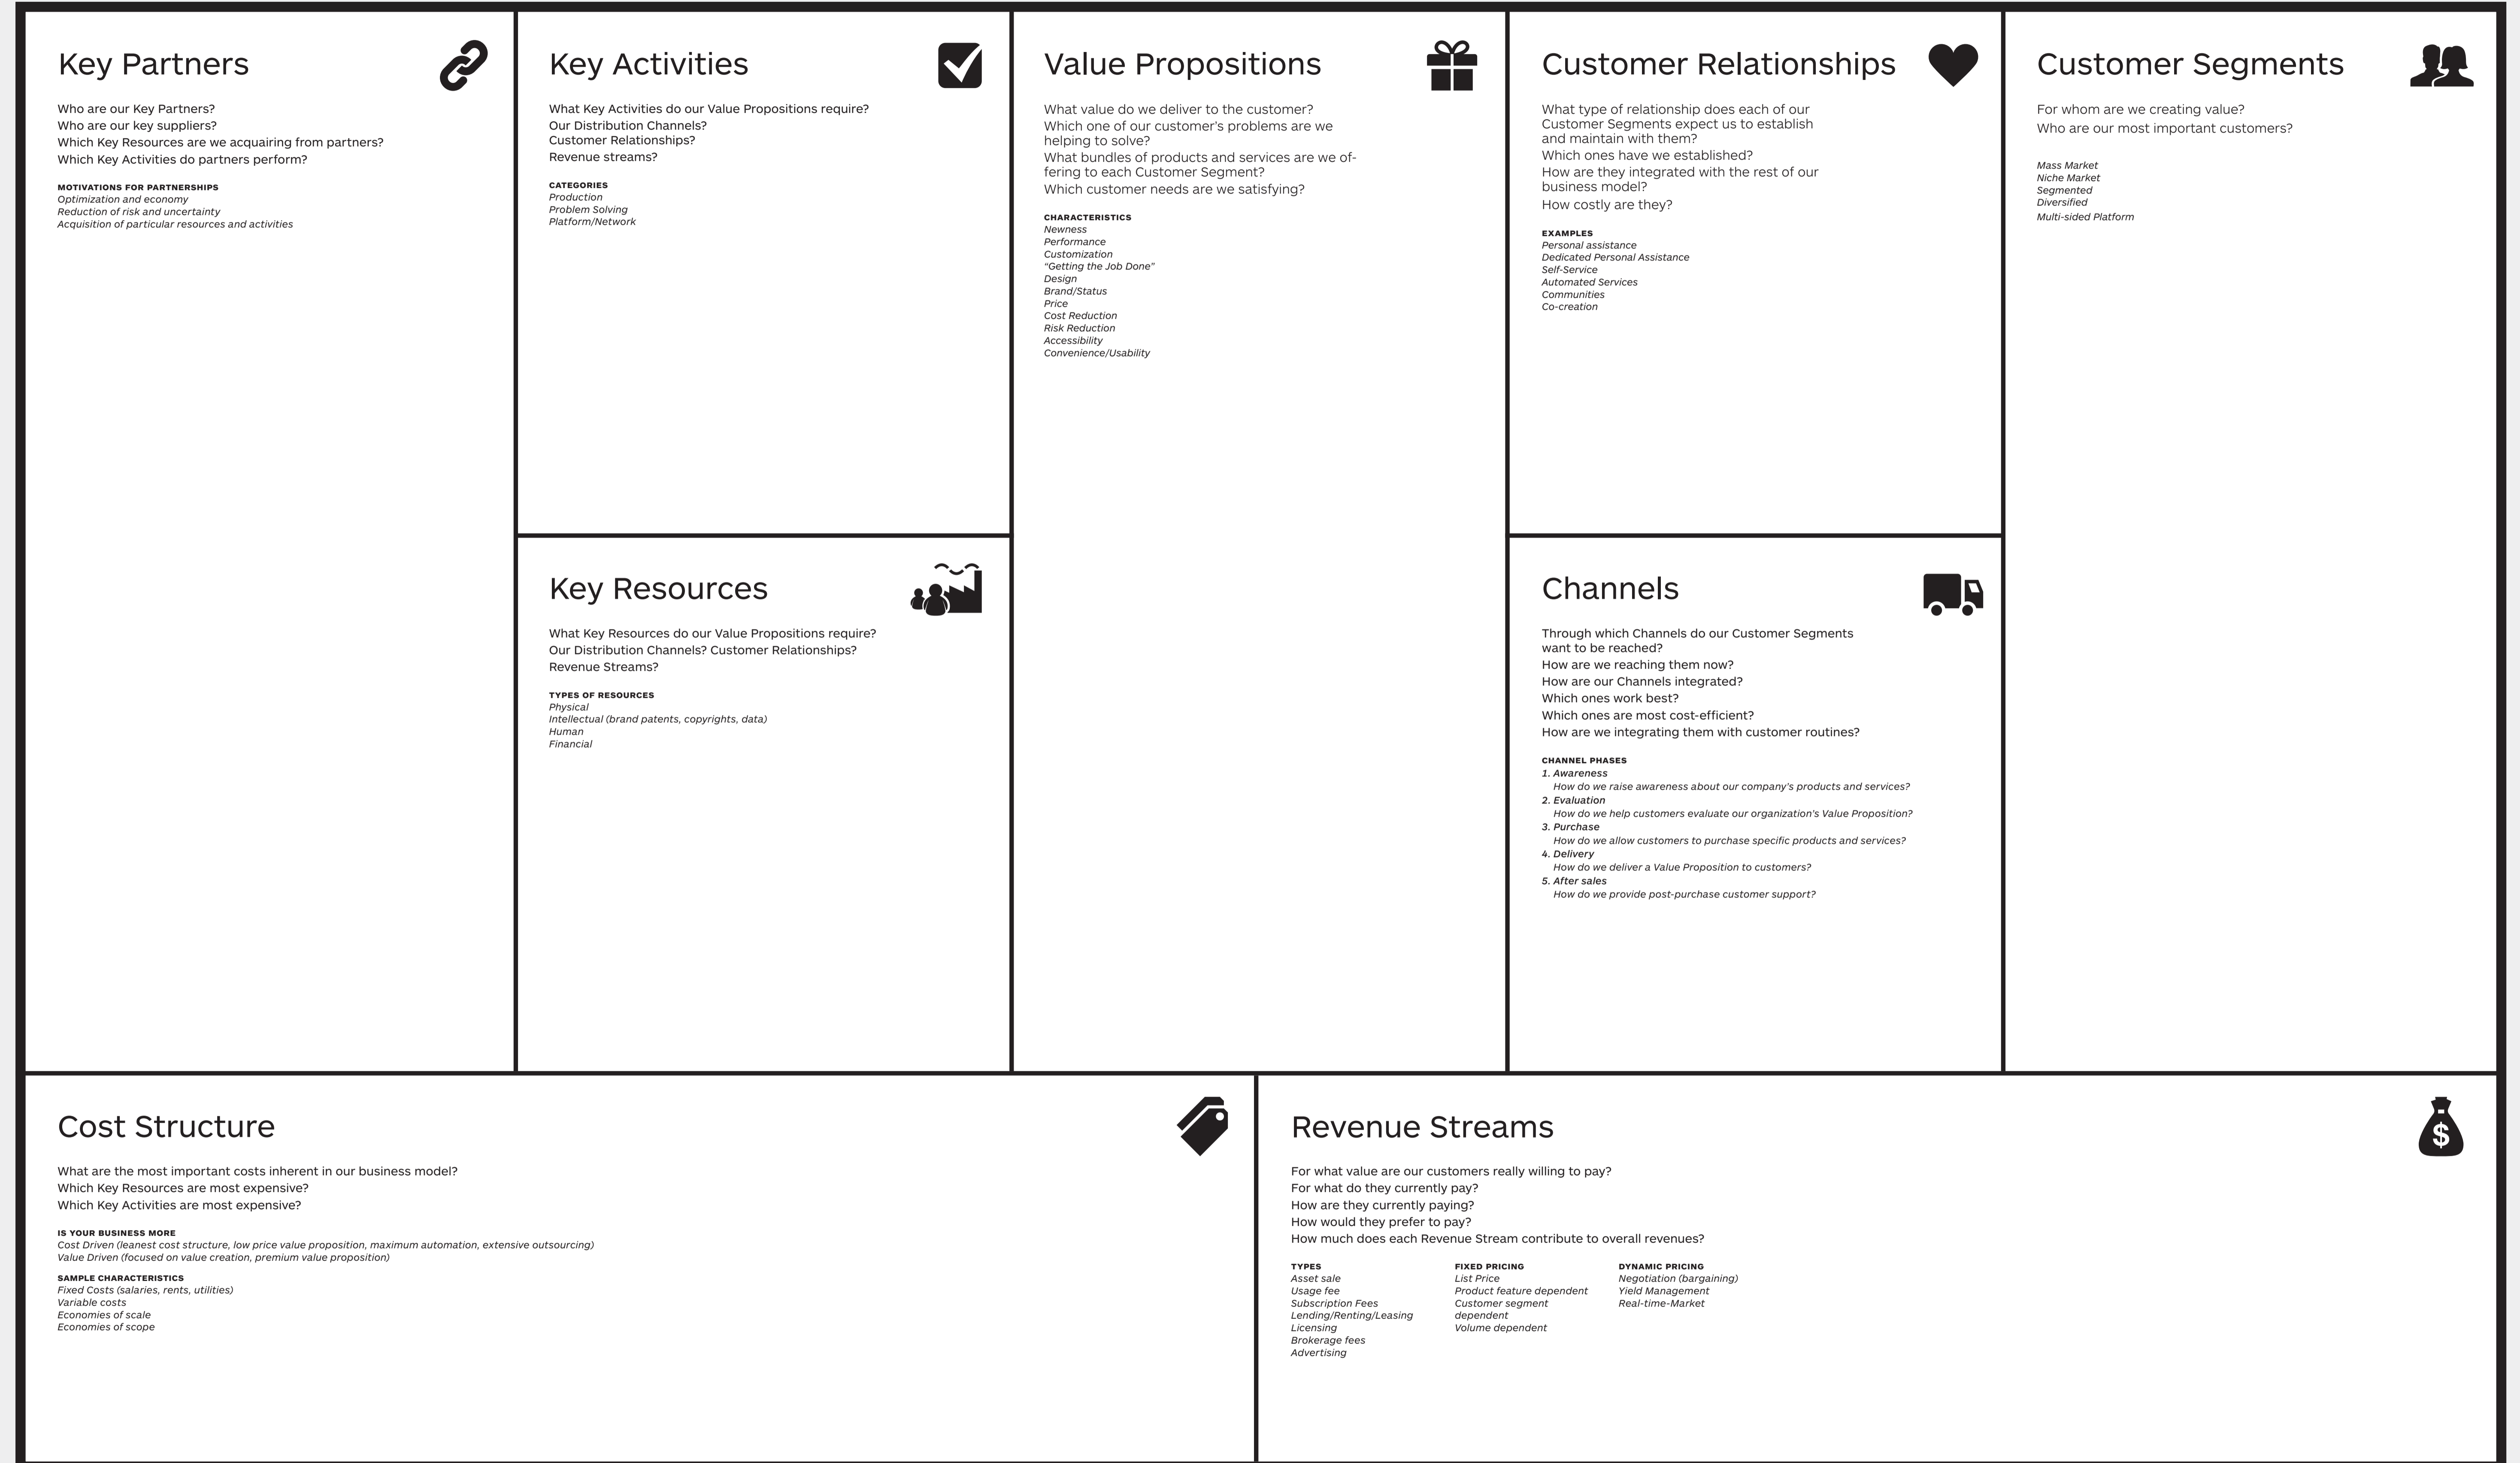 Key Partners
Who are our Key Partners?
Who are our key suppliers?
Which Key Resources are we acquairing from partners?
Which Key Activities do partners perform?
MOTIVATIONS FOR PARTNERSHIPS
Optimization and economy
Reduction of risk and uncertainty
Acquisition of particular resources and activities
Key Activities
What Key Activities do our Value Propositions require?
Our Distribution Channels?
Customer Relationships?
Revenue streams?
CATEGORIES
Production
Problem Solving
Platform/Network
Key Resources
What Key Resources do our Value Propositions require?
Our Distribution Channels? Customer Relationships?
Revenue Streams?
TYPES OF RESOURCES
Physical
Intellectual (brand patents, copyrights, data)
Human
Financial
Value Propositions
What value do we deliver to the customer?
Which one of our customer's problems are we
helping to solve?
What bundles of products and services are we of-
fering to each Customer Segment?
Which customer needs are we satisfying?
CHARACTERISTICS
Newness
Performance
Customization
“Getting the Job Done”
Design
Brand/Status
Price
Cost Reduction
Risk Reduction
Accessibility
Convenience/Usability
Customer Relationships
What type of relationship does each of our
Customer Segments expect us to establish
and maintain with them?
Which ones have we established?
How are they integrated with the rest of our
business model?
How costly are they?
EXAMPLES
Personal assistance
Dedicated Personal Assistance
Self-Service
Automated Services
Communities
Co-creation
Channels
Through which Channels do our Customer Segments
want to be reached?
How are we reaching them now?
How are our Channels integrated?
Which ones work best?
Which ones are most cost-efficient?
How are we integrating them with customer routines?
CHANNEL PHASES
1. Awareness
How do we raise awareness about our company's products and services?
2. Evaluation
How do we help customers evaluate our organization's Value Proposition?
3. Purchase
How do we allow customers to purchase specific products and services?
4. Delivery
How do we deliver a Value Proposition to customers?
5. After sales
How do we provide post-purchase customer support?
Customer Segments
For whom are we creating value?
Who are our most important customers?
Mass Market
Niche Market
Segmented
Diversified
Multi-sided Platform
Cost Structure
What are the most important costs inherent in our business model?
Which Key Resources are most expensive?
Which Key Activities are most expensive?
IS YOUR BUSINESS MORE
Cost Driven (leanest cost structure, low price value proposition, maximum automation, extensive outsourcing)
Value Driven (focused on value creation, premium value proposition)
SAMPLE CHARACTERISTICS
Fixed Costs (salaries, rents, utilities)
Variable costs
Economies of scale
Economies of scope
Revenue Streams
$
For what value are our customers really willing to pay?
For what do they currently pay?
How are they currently paying?
How would they prefer to pay?
How much does each Revenue Stream contribute to overall revenues?
TYPES
Asset sale
Usage fee
Subscription Fees
Lending/Renting/Leasing
Licensing
Brokerage fees
Advertising
FIXED PRICING
List Price
Product feature dependent
Customer segment
dependent
Volume dependent
DYNAMIC PRICING
Negotiation (bargaining)
Yield Management
Real-time-Market